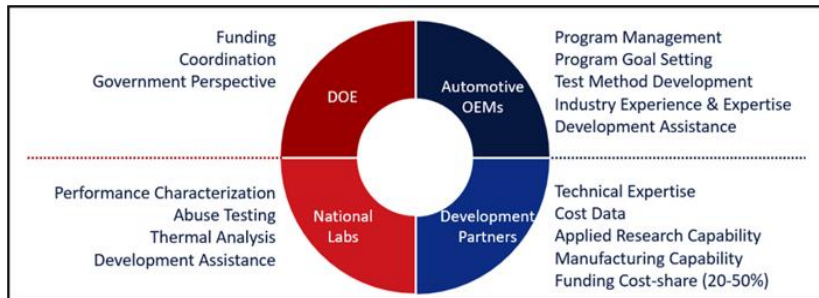 Funding
Coordination
Government Perspective
DOE
Automotive
OEMs
Program Management
Program Goal Setting
Test Method Development
Industry Experience & Expertise
Development Assistance
Performance Characterization
Abuse Testing
Thermal Analysis
Development Assistance
National
Labs
Development
Partners
Technical Expertise
Cost Data
Applied Research Capability
Manufacturing Capability
Funding Cost-share (20-50%)